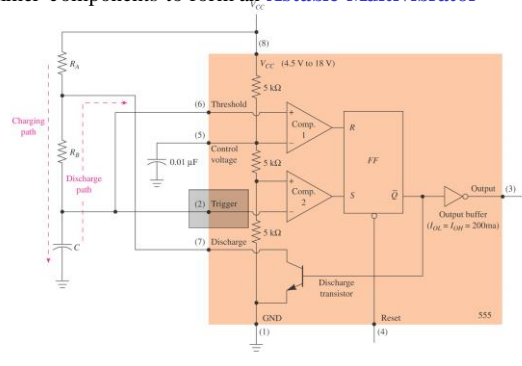 V_CC
(8)
R_A
V_CC (4.5 V to 18 V)
5 kΩ
(6) Threshold
Charging
path
+
Comp.
1
−
R
(5)
Control
voltage
R_B
0.01 μF
5 kΩ
FF
Discharge
path
+
Comp.
2
−
S
Q̅
Output
(3)
(2) Trigger
Output buffer
(I_OL = I_OH = 200ma)
5 kΩ
(7) Discharge
C
Discharge
transistor
GND
Reset
555
(1)
(4)